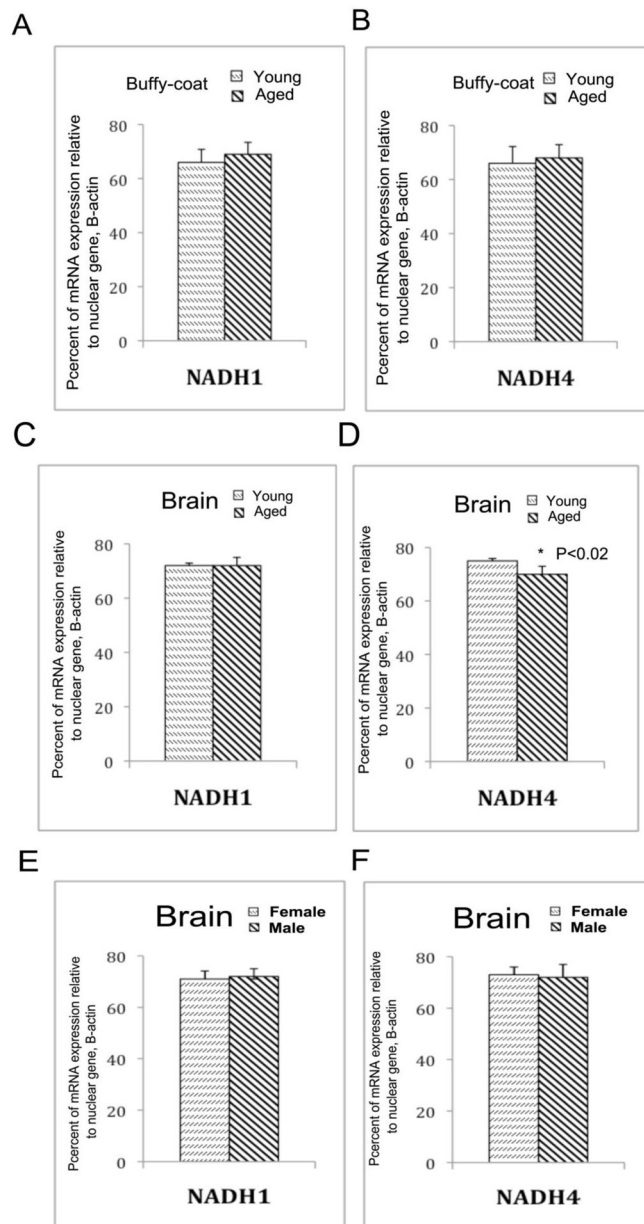 A
Buffy-coat
Young
Aged
Pcercent of mRNA expression relative
to nuclear gene, B-actin
80
60
40
20
0
NADH1
B
Buffy-coat
Young
Aged
Pcercent of mRNA expression relative
to nuclear gene, B-actin
80
60
40
20
0
NADH4
C
Brain
Young
Aged
Pcercent of mRNA expression relative
to nuclear gene, B-actin
80
60
40
20
0
NADH1
D
Brain
Young
Aged
* P<0.02
Pcercent of mRNA expression relative
to nuclear gene, B-actin
80
60
40
20
0
NADH4
E
Brain
Female
Male
Pcercent of mRNA expression relative
to nuclear gene, B-actin
80
60
40
20
0
NADH1
F
Brain
Female
Male
Pcercent of mRNA expression relative
to nuclear gene, B-actin
80
60
40
20
0
NADH4